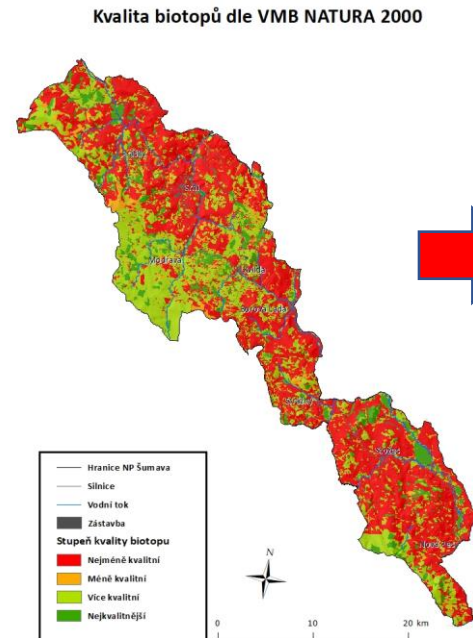 Kvalita biotopů dle VMB NATURA 2000
Modrava
Hranice NP Šumava
Silnice
Vodní tok
Zástavba
Stupeň kvality biotopu
Nejméně kvalitní
Méně kvalitní
Více kvalitní
Nejkvalitnější
N
0 10 20 km